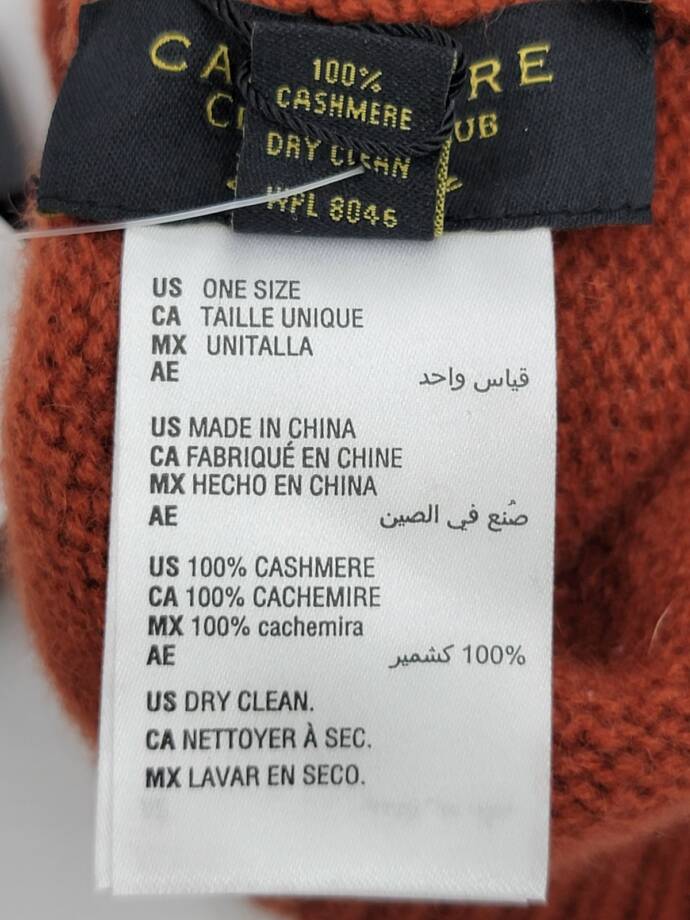 100%
CASHMERE
DRY CLEAN
WPL 8046
US ONE SIZE
CA TAILLE UNIQUE
MX UNITALLA
AE قياس واحد
US MADE IN CHINA
CA FABRIQUÉ EN CHINE
MX HECHO EN CHINA
AE صُنع في الصين
US 100% CASHMERE
CA 100% CACHEMIRE
MX 100% cachemira
AE 100% كشمير
US DRY CLEAN.
CA NETTOYER À SEC.
MX LAVAR EN SECO.